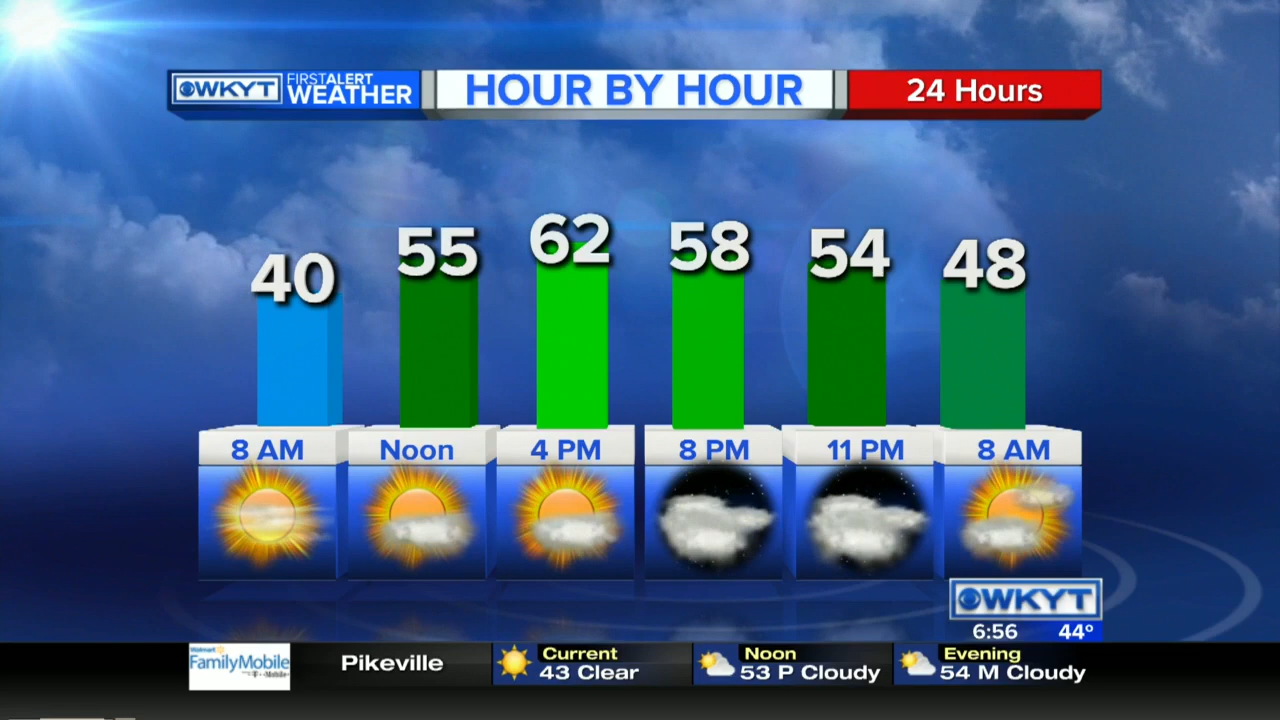 WKYT FIRST ALERT WEATHER
HOUR BY HOUR
24 Hours
40 55 62 58 54 48
8 AM Noon 4 PM 8 PM 11 PM 8 AM
WKYT
6:56 44°
Walmart
FamilyMobile
T-Mobile
Pikeville
Current
43 Clear
Noon
53 P Cloudy
Evening
54 M Cloudy